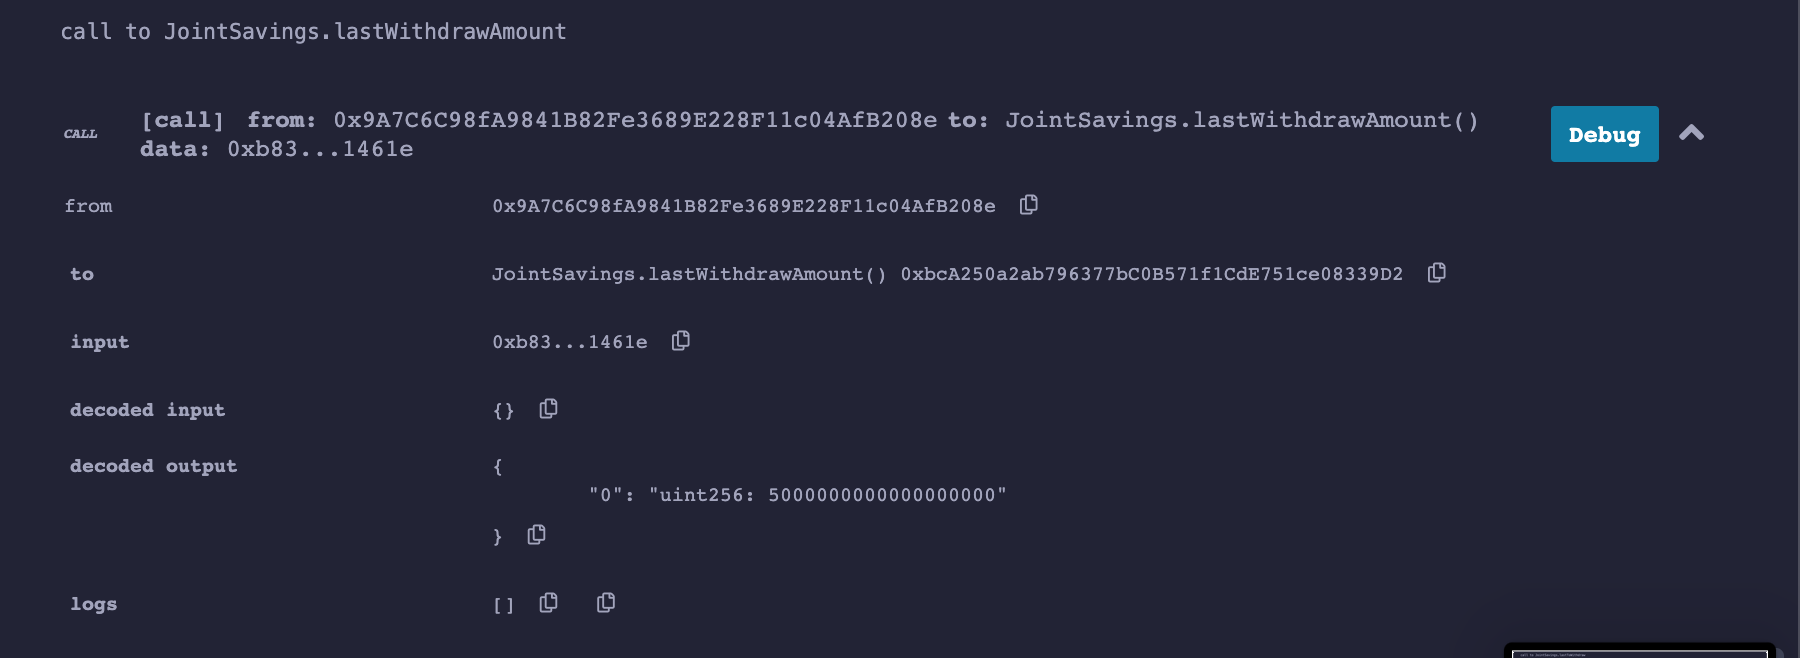 call to JointSavings.lastWithdrawAmount
CALL [call] from: 0x9A7C6C98fA9841B82Fe3689E228F11c04AfB208e to: JointSavings.lastWithdrawAmount() Debug
data: 0xb83...1461e
from 0x9A7C6C98fA9841B82Fe3689E228F11c04AfB208e
to JointSavings.lastWithdrawAmount() 0xbcA250a2ab796377bC0B571f1CdE751ce08339D2
input 0xb83...1461e
decoded input {}
decoded output {
"0": "uint256: 5000000000000000000"
}
logs []